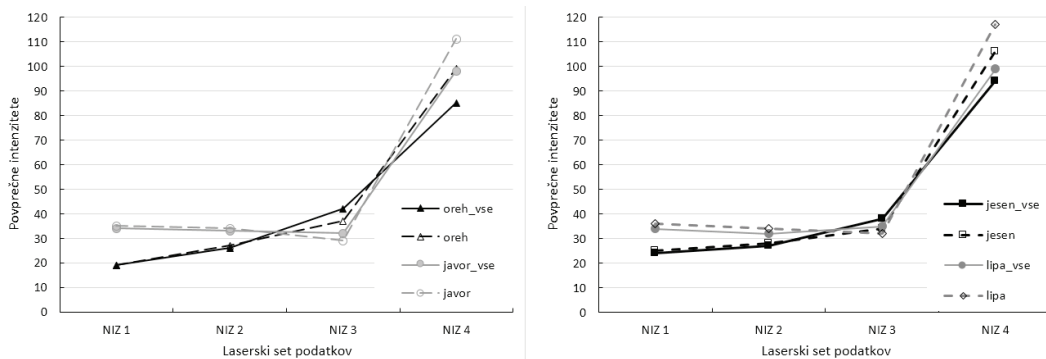 Povprečne intenzitete
120
110
100
90
80
70
60
50
40
30
20
10
0
oreh_vse
oreh
javor_vse
javor
NIZ 1 NIZ 2 NIZ 3 NIZ 4
Laserski set podatkov
Povprečne intenzitete
120
110
100
90
80
70
60
50
40
30
20
10
0
jesen_vse
jesen
lipa_vse
lipa
NIZ 1 NIZ 2 NIZ 3 NIZ 4
Laserski set podatkov